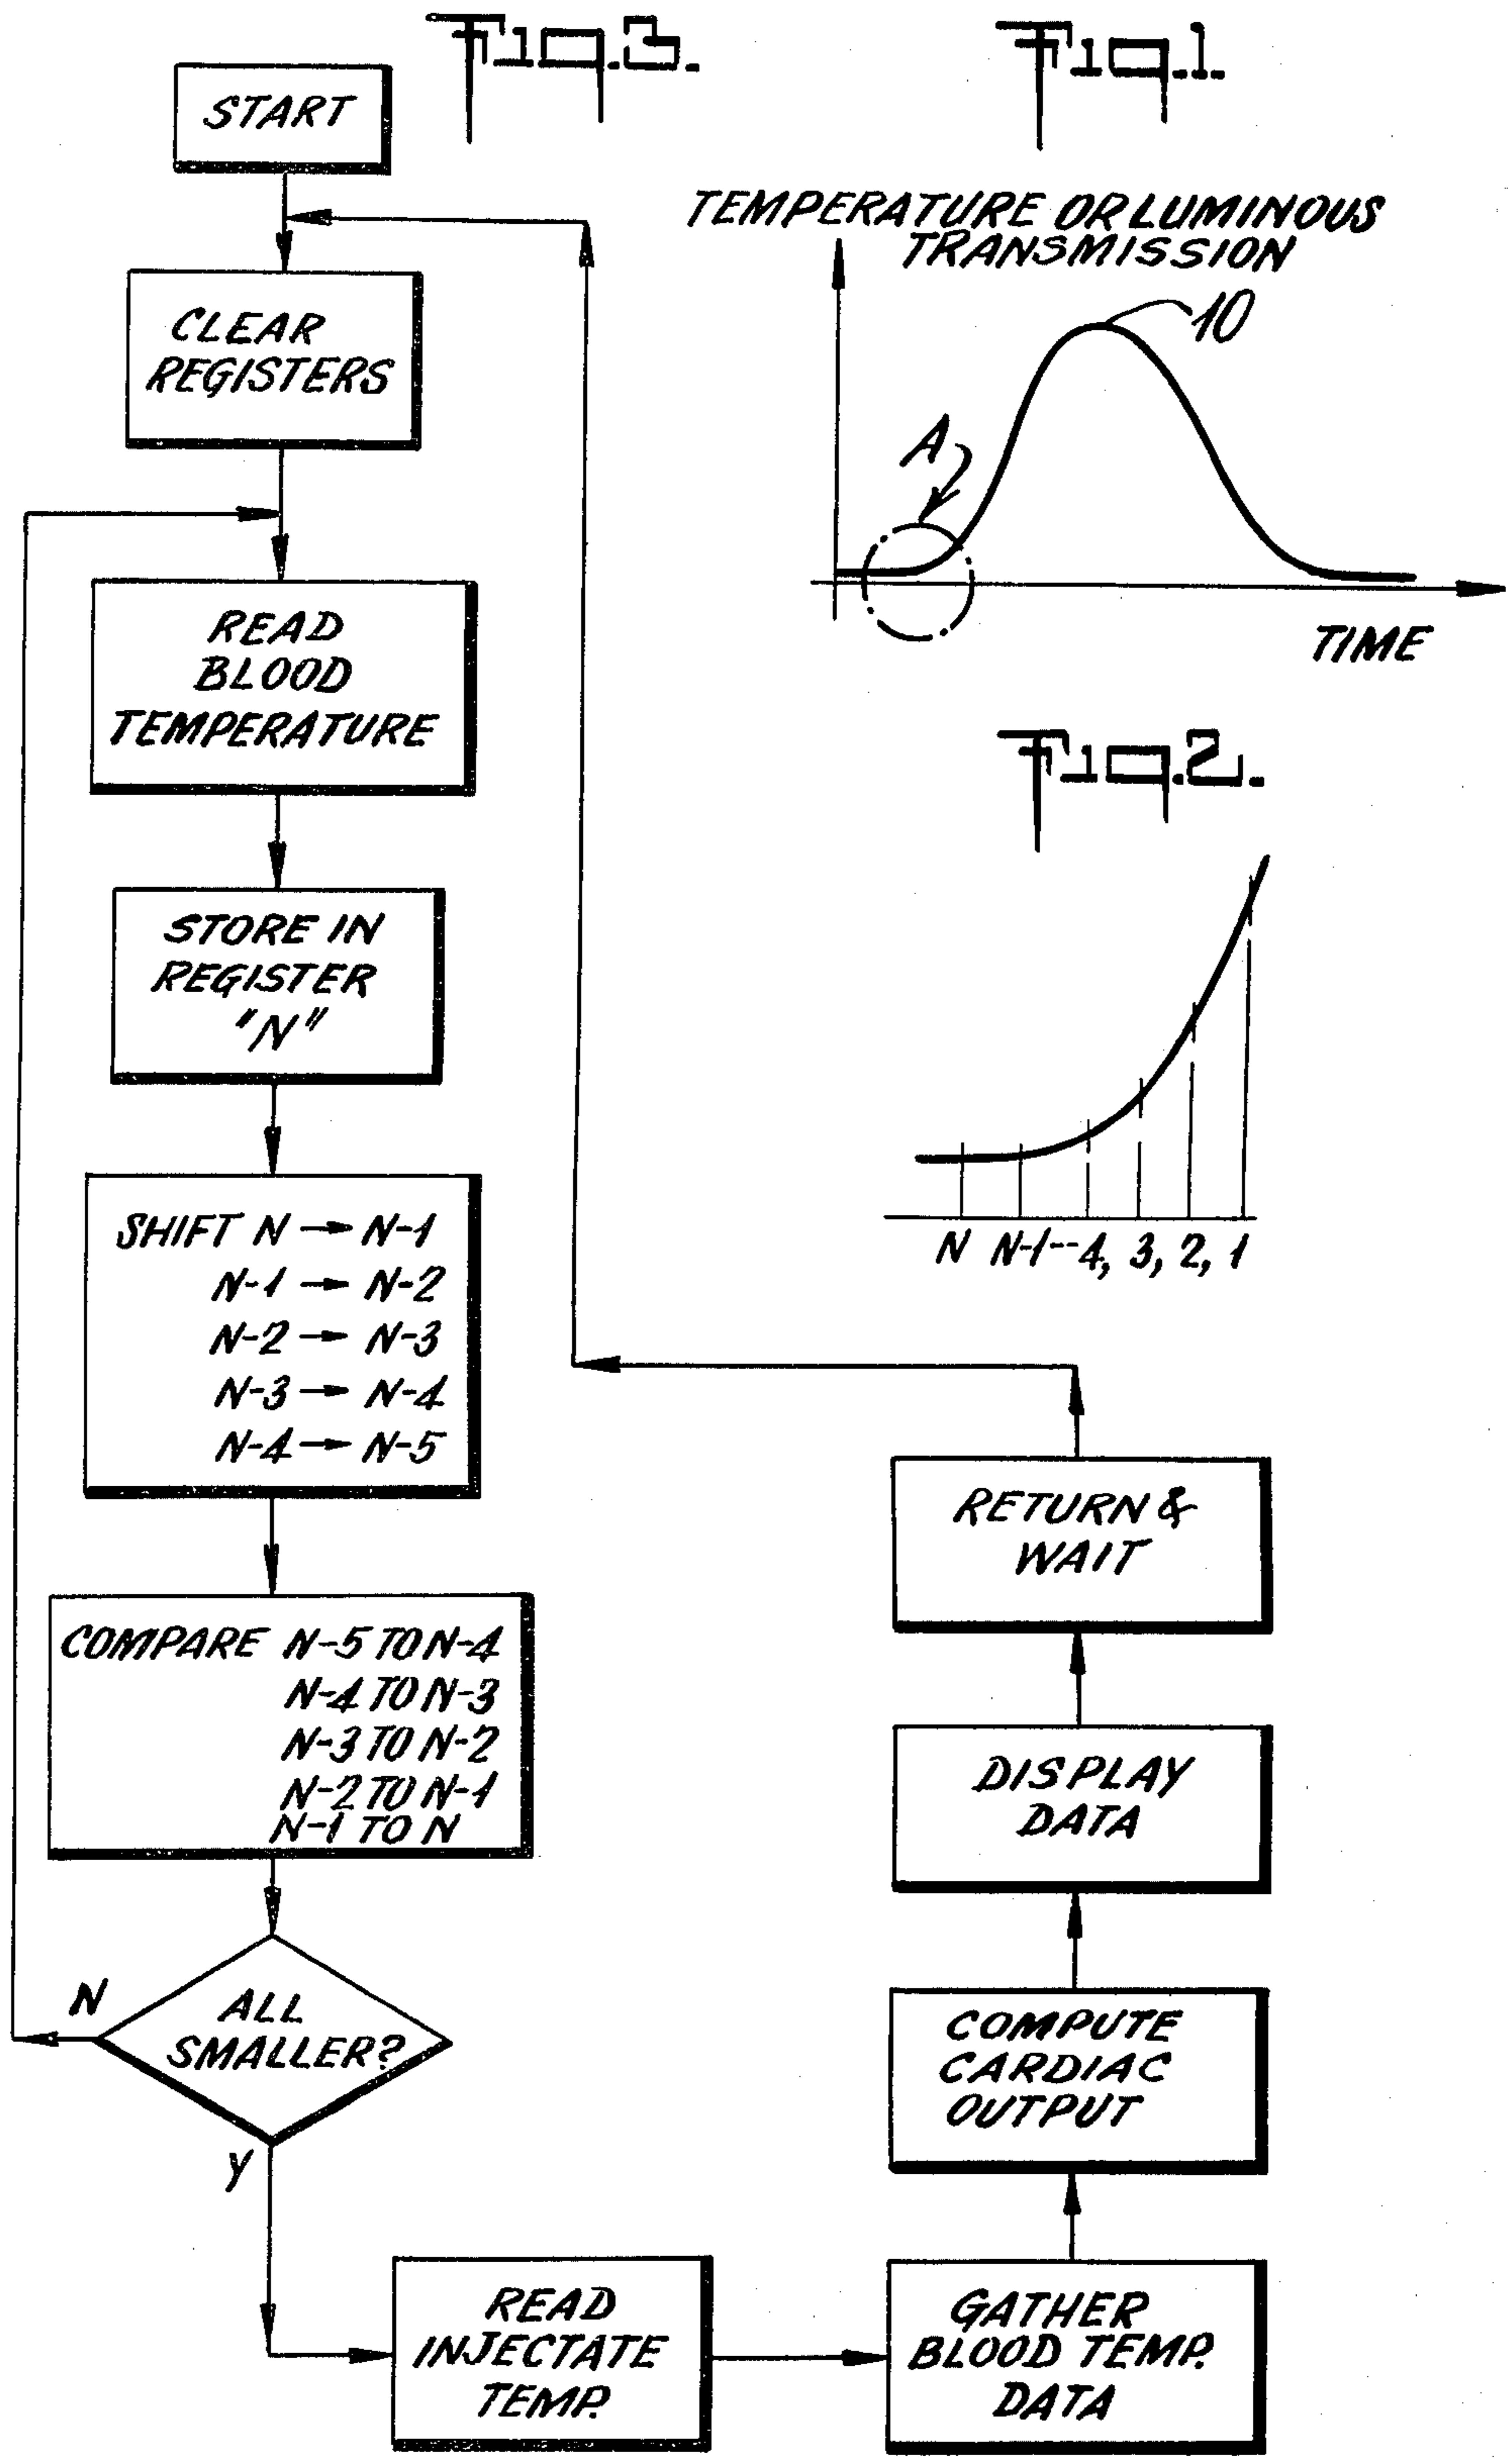 Fig. 3.
START
CLEAR
REGISTERS
READ
BLOOD
TEMPERATURE
STORE IN
REGISTER
"N"
SHIFT N → N-1
N-1 → N-2
N-2 → N-3
N-3 → N-4
N-4 → N-5
COMPARE N-5 TO N-4
N-4 TO N-3
N-3 TO N-2
N-2 TO N-1
N-1 TO N
ALL
SMALLER?
N
Y
READ
INJECTATE
TEMP.
GATHER
BLOOD TEMP.
DATA
COMPUTE
CARDIAC
OUTPUT
DISPLAY
DATA
RETURN &
WAIT
Fig. 1.
TEMPERATURE OR LUMINOUS
TRANSMISSION
10
A
TIME
Fig. 2.
N N-1--4, 3, 2, 1